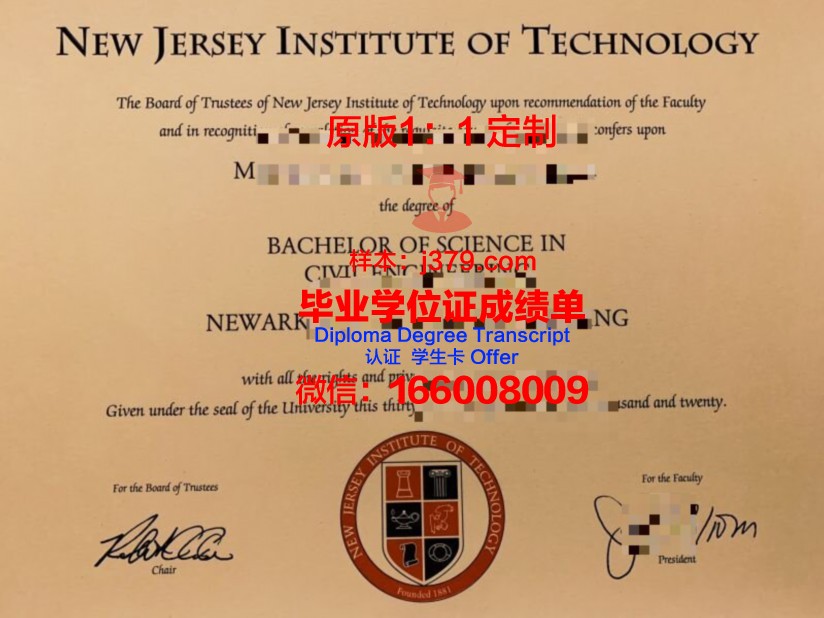 NEW JERSEY INSTITUTE OF TECHNOLOGY
The Board of Trustees of New Jersey Institute of Technology upon recommendation of the Faculty
and in recogniti confers upon
原版1：1 定制
M
the degree of
BACHELOR OF SCIENCE IN
样本：j379.com
CIVIL ENGINEERING
毕业学位证成绩单
NEWARK NG
Diploma Degree Transcript
认证 学生卡 Offer
with all the rights and priv
微信：166008009
Given under the seal of the University this thirty usand and twenty.
NEW JERSEY INSTITUTE OF TECHNOLOGY
Founded 1881
For the Board of Trustees
Chair
For the Faculty
President